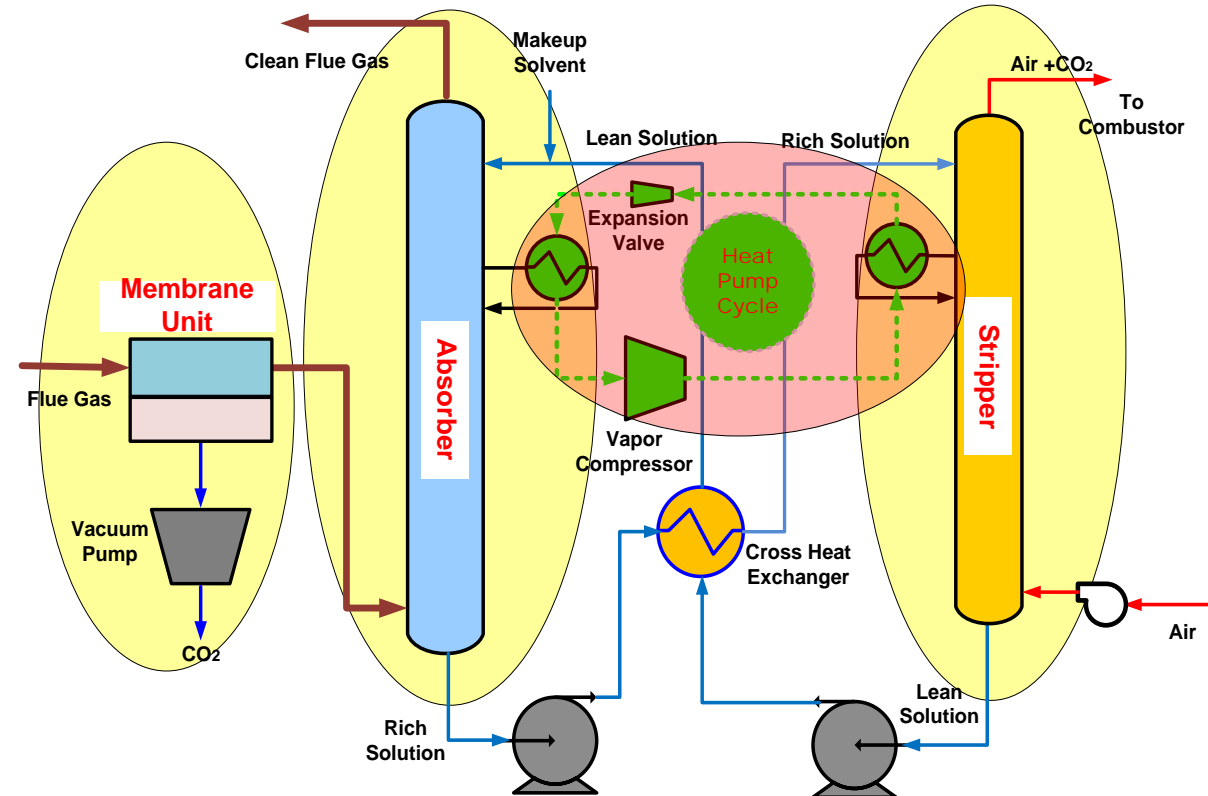 Clean Flue Gas
Makeup
Solvent
Air +CO2
To
Combustor
Lean Solution
Rich Solution
Expansion
Valve
Heat
Pump
Cycle
Membrane
Unit
Flue Gas
Absorber
Stripper
Vapor
Compressor
Vacuum
Pump
Cross Heat
Exchanger
Air
CO2
Rich
Solution
Lean
Solution